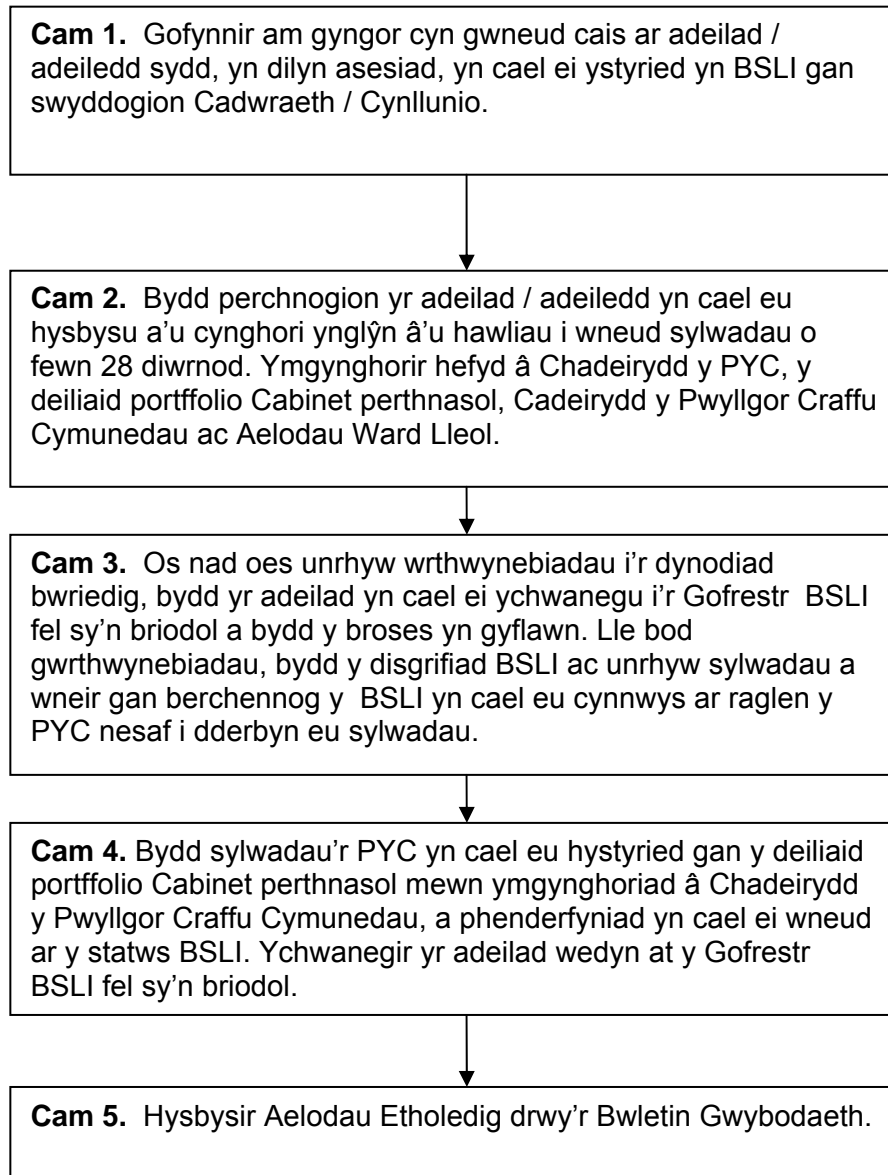 Cam 1.  Gofynnir am gyngor cyn gwneud cais ar adeilad /
adeiledd sydd, yn dilyn asesiad, yn cael ei ystyried yn BSLI gan
swyddogion Cadwraeth / Cynllunio.
Cam 2.  Bydd perchnogion yr adeilad / adeiledd yn cael eu
hysbysu a'u cynghori ynglŷn â'u hawliau i wneud sylwadau o
fewn 28 diwrnod. Ymgynghorir hefyd â Chadeirydd y PYC, y
deiliaid portffolio Cabinet perthnasol, Cadeirydd y Pwyllgor Craffu
Cymunedau ac Aelodau Ward Lleol.
Cam 3.  Os nad oes unrhyw wrthwynebiadau i'r dynodiad
bwriedig, bydd yr adeilad yn cael ei ychwanegu i'r Gofrestr  BSLI
fel sy'n briodol a bydd y broses yn gyflawn. Lle bod
gwrthwynebiadau, bydd y disgrifiad BSLI ac unrhyw sylwadau a
wneir gan berchennog y  BSLI yn cael eu cynnwys ar raglen y
PYC nesaf i dderbyn eu sylwadau.
Cam 4. Bydd sylwadau'r PYC yn cael eu hystyried gan y deiliaid
portffolio Cabinet perthnasol mewn ymgynghoriad â Chadeirydd
y Pwyllgor Craffu Cymunedau, a phenderfyniad yn cael ei wneud
ar y statws BSLI. Ychwanegir yr adeilad wedyn at y Gofrestr
BSLI fel sy'n briodol.
Cam 5.  Hysbysir Aelodau Etholedig drwy'r Bwletin Gwybodaeth.